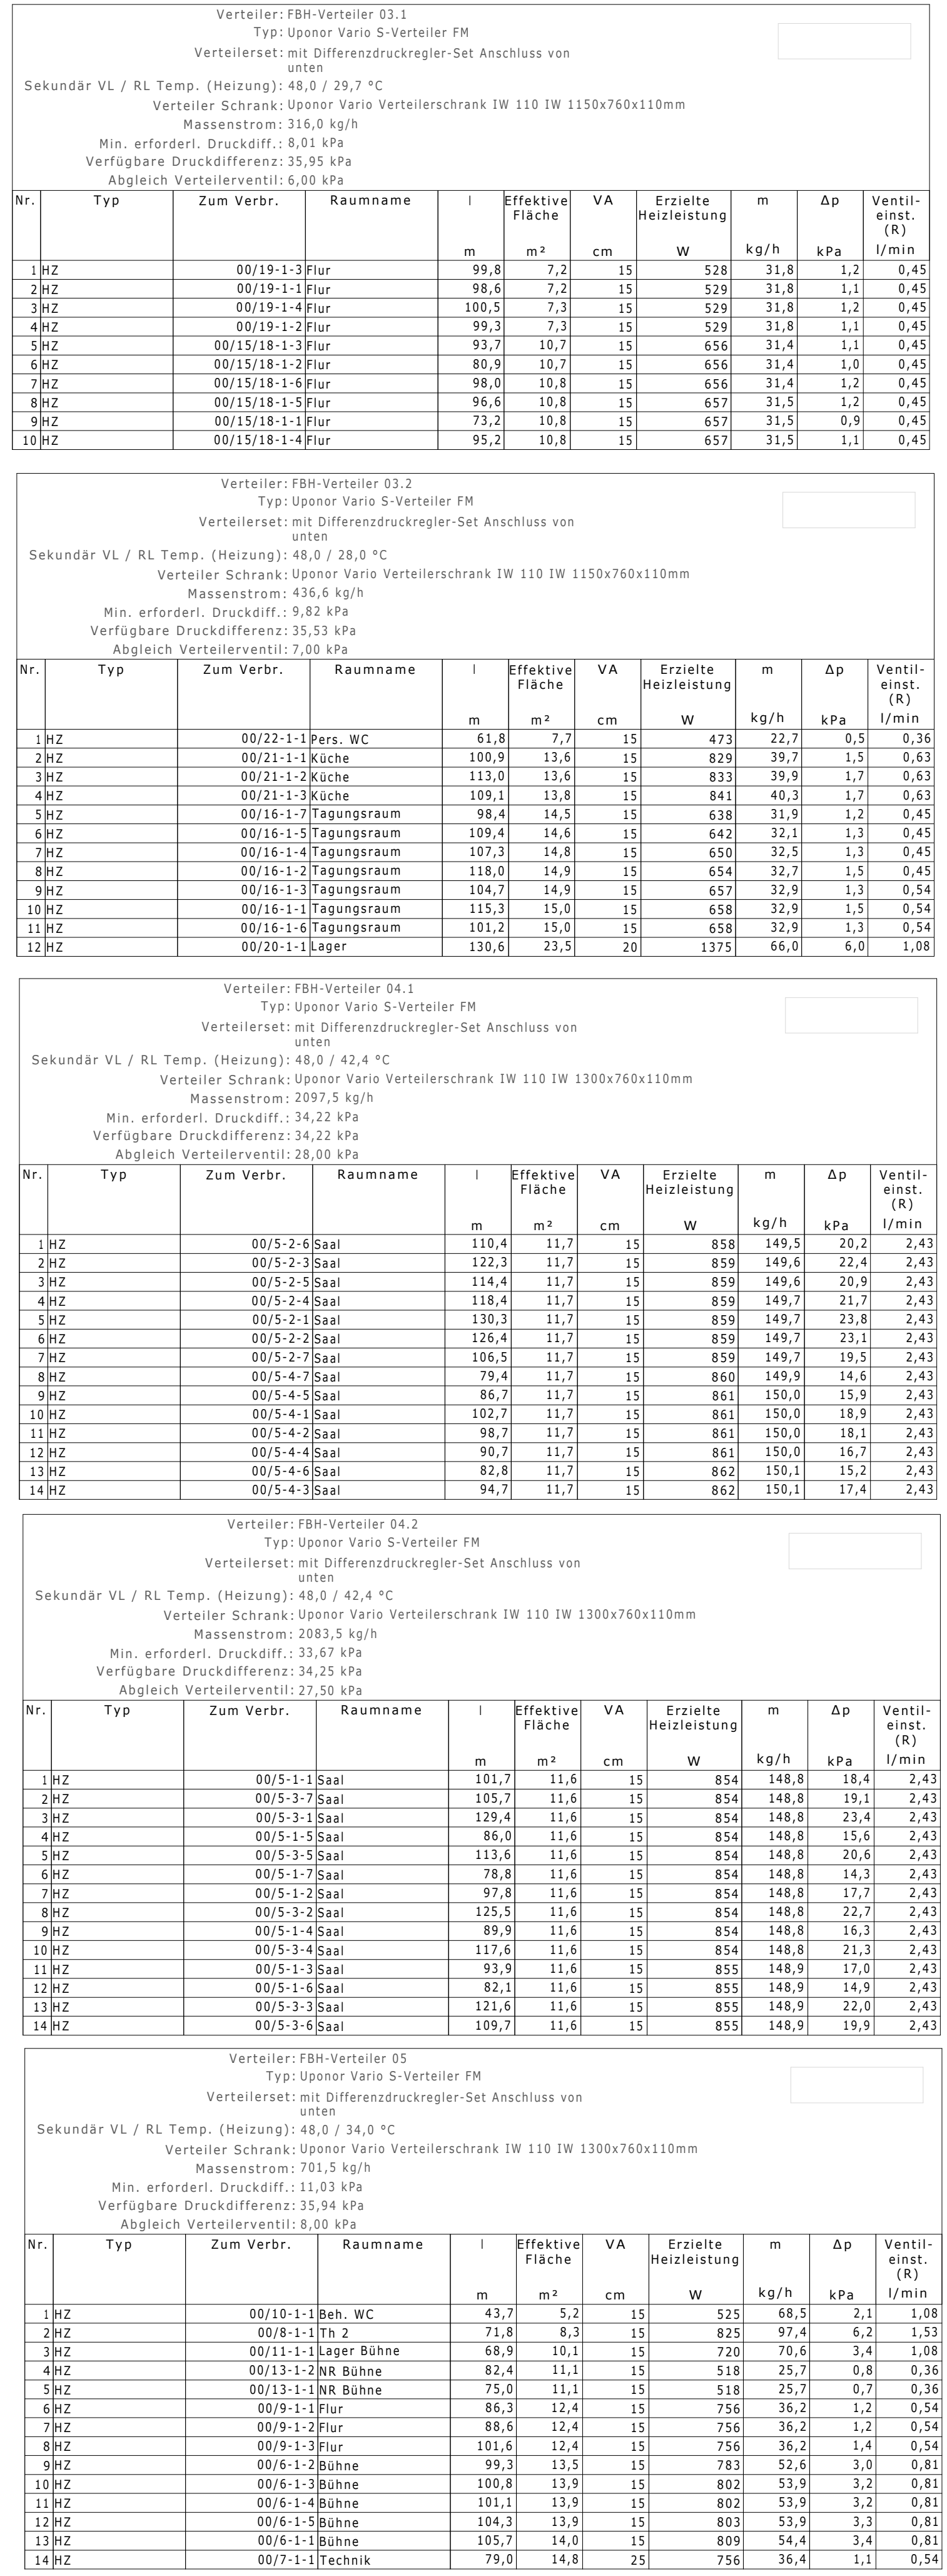 Verteiler: FBH-Verteiler 03.1
Typ: Uponor Vario S-Verteiler FM
Verteilerset: mit Differenzdruckregler-Set Anschluss von
unten
Sekundär VL / RL Temp. (Heizung): 48,0 / 29,7 °C
Verteiler Schrank: Uponor Vario Verteilerschrank IW 110 IW 1150x760x110mm
Massenstrom: 316,0 kg/h
Min. erforderl. Druckdiff.: 8,01 kPa
Verfügbare Druckdifferenz: 35,95 kPa
Abgleich Verteilerventil: 6,00 kPa
Nr. Typ Zum Verbr. Raumname l Effektive VA Erzielte m Δp Ventil-
Fläche Heizleistung einst.
(R)
m m² cm W kg/h kPa l/min
1 HZ 00/19-1-3 Flur 99,8 7,2 15 528 31,8 1,2 0,45
2 HZ 00/19-1-1 Flur 98,6 7,2 15 529 31,8 1,1 0,45
3 HZ 00/19-1-4 Flur 100,5 7,3 15 529 31,8 1,2 0,45
4 HZ 00/19-1-2 Flur 99,3 7,3 15 529 31,8 1,1 0,45
5 HZ 00/15/18-1-3 Flur 93,7 10,7 15 656 31,4 1,1 0,45
6 HZ 00/15/18-1-2 Flur 80,9 10,7 15 656 31,4 1,0 0,45
7 HZ 00/15/18-1-6 Flur 98,0 10,8 15 656 31,4 1,2 0,45
8 HZ 00/15/18-1-5 Flur 96,6 10,8 15 657 31,5 1,2 0,45
9 HZ 00/15/18-1-1 Flur 73,2 10,8 15 657 31,5 0,9 0,45
10 HZ 00/15/18-1-4 Flur 95,2 10,8 15 657 31,5 1,1 0,45
Verteiler: FBH-Verteiler 03.2
Typ: Uponor Vario S-Verteiler FM
Verteilerset: mit Differenzdruckregler-Set Anschluss von
unten
Sekundär VL / RL Temp. (Heizung): 48,0 / 28,0 °C
Verteiler Schrank: Uponor Vario Verteilerschrank IW 110 IW 1150x760x110mm
Massenstrom: 436,6 kg/h
Min. erforderl. Druckdiff.: 9,82 kPa
Verfügbare Druckdifferenz: 35,53 kPa
Abgleich Verteilerventil: 7,00 kPa
Nr. Typ Zum Verbr. Raumname l Effektive VA Erzielte m Δp Ventil-
Fläche Heizleistung einst.
(R)
m m² cm W kg/h kPa l/min
1 HZ 00/22-1-1 Pers. WC 61,8 7,7 15 473 22,7 0,5 0,36
2 HZ 00/21-1-1 Küche 100,9 13,6 15 829 39,7 1,5 0,63
3 HZ 00/21-1-2 Küche 113,0 13,6 15 833 39,9 1,7 0,63
4 HZ 00/21-1-3 Küche 109,1 13,8 15 841 40,3 1,7 0,63
5 HZ 00/16-1-7 Tagungsraum 98,4 14,5 15 638 31,9 1,2 0,45
6 HZ 00/16-1-5 Tagungsraum 109,4 14,6 15 642 32,1 1,3 0,45
7 HZ 00/16-1-4 Tagungsraum 107,3 14,8 15 650 32,5 1,3 0,45
8 HZ 00/16-1-2 Tagungsraum 118,0 14,9 15 654 32,7 1,5 0,45
9 HZ 00/16-1-3 Tagungsraum 104,7 14,9 15 657 32,9 1,3 0,54
10 HZ 00/16-1-1 Tagungsraum 115,3 15,0 15 658 32,9 1,5 0,54
11 HZ 00/16-1-6 Tagungsraum 101,2 15,0 15 658 32,9 1,3 0,54
12 HZ 00/20-1-1 Lager 130,6 23,5 20 1375 66,0 6,0 1,08
Verteiler: FBH-Verteiler 04.1
Typ: Uponor Vario S-Verteiler FM
Verteilerset: mit Differenzdruckregler-Set Anschluss von
unten
Sekundär VL / RL Temp. (Heizung): 48,0 / 42,4 °C
Verteiler Schrank: Uponor Vario Verteilerschrank IW 110 IW 1300x760x110mm
Massenstrom: 2097,5 kg/h
Min. erforderl. Druckdiff.: 34,22 kPa
Verfügbare Druckdifferenz: 34,22 kPa
Abgleich Verteilerventil: 28,00 kPa
Nr. Typ Zum Verbr. Raumname l Effektive VA Erzielte m Δp Ventil-
Fläche Heizleistung einst.
(R)
m m² cm W kg/h kPa l/min
1 HZ 00/5-2-6 Saal 110,4 11,7 15 858 149,5 20,2 2,43
2 HZ 00/5-2-3 Saal 122,3 11,7 15 859 149,6 22,4 2,43
3 HZ 00/5-2-5 Saal 114,4 11,7 15 859 149,6 20,9 2,43
4 HZ 00/5-2-4 Saal 118,4 11,7 15 859 149,7 21,7 2,43
5 HZ 00/5-2-1 Saal 130,3 11,7 15 859 149,7 23,8 2,43
6 HZ 00/5-2-2 Saal 126,4 11,7 15 859 149,7 23,1 2,43
7 HZ 00/5-2-7 Saal 106,5 11,7 15 859 149,7 19,5 2,43
8 HZ 00/5-4-7 Saal 79,4 11,7 15 860 149,9 14,6 2,43
9 HZ 00/5-4-5 Saal 86,7 11,7 15 861 150,0 15,9 2,43
10 HZ 00/5-4-1 Saal 102,7 11,7 15 861 150,0 18,9 2,43
11 HZ 00/5-4-2 Saal 98,7 11,7 15 861 150,0 18,1 2,43
12 HZ 00/5-4-4 Saal 90,7 11,7 15 861 150,0 16,7 2,43
13 HZ 00/5-4-6 Saal 82,8 11,7 15 862 150,1 15,2 2,43
14 HZ 00/5-4-3 Saal 94,7 11,7 15 862 150,1 17,4 2,43
Verteiler: FBH-Verteiler 04.2
Typ: Uponor Vario S-Verteiler FM
Verteilerset: mit Differenzdruckregler-Set Anschluss von
unten
Sekundär VL / RL Temp. (Heizung): 48,0 / 42,4 °C
Verteiler Schrank: Uponor Vario Verteilerschrank IW 110 IW 1300x760x110mm
Massenstrom: 2083,5 kg/h
Min. erforderl. Druckdiff.: 33,67 kPa
Verfügbare Druckdifferenz: 34,25 kPa
Abgleich Verteilerventil: 27,50 kPa
Nr. Typ Zum Verbr. Raumname l Effektive VA Erzielte m Δp Ventil-
Fläche Heizleistung einst.
(R)
m m² cm W kg/h kPa l/min
1 HZ 00/5-1-1 Saal 101,7 11,6 15 854 148,8 18,4 2,43
2 HZ 00/5-3-7 Saal 105,7 11,6 15 854 148,8 19,1 2,43
3 HZ 00/5-3-1 Saal 129,4 11,6 15 854 148,8 23,4 2,43
4 HZ 00/5-1-5 Saal 86,0 11,6 15 854 148,8 15,6 2,43
5 HZ 00/5-3-5 Saal 113,6 11,6 15 854 148,8 20,6 2,43
6 HZ 00/5-1-7 Saal 78,8 11,6 15 854 148,8 14,3 2,43
7 HZ 00/5-1-2 Saal 97,8 11,6 15 854 148,8 17,7 2,43
8 HZ 00/5-3-2 Saal 125,5 11,6 15 854 148,8 22,7 2,43
9 HZ 00/5-1-4 Saal 89,9 11,6 15 854 148,8 16,3 2,43
10 HZ 00/5-3-4 Saal 117,6 11,6 15 854 148,8 21,3 2,43
11 HZ 00/5-1-3 Saal 93,9 11,6 15 855 148,9 17,0 2,43
12 HZ 00/5-1-6 Saal 82,1 11,6 15 855 148,9 14,9 2,43
13 HZ 00/5-3-3 Saal 121,6 11,6 15 855 148,9 22,0 2,43
14 HZ 00/5-3-6 Saal 109,7 11,6 15 855 148,9 19,9 2,43
Verteiler: FBH-Verteiler 05
Typ: Uponor Vario S-Verteiler FM
Verteilerset: mit Differenzdruckregler-Set Anschluss von
unten
Sekundär VL / RL Temp. (Heizung): 48,0 / 34,0 °C
Verteiler Schrank: Uponor Vario Verteilerschrank IW 110 IW 1300x760x110mm
Massenstrom: 701,5 kg/h
Min. erforderl. Druckdiff.: 11,03 kPa
Verfügbare Druckdifferenz: 35,94 kPa
Abgleich Verteilerventil: 8,00 kPa
Nr. Typ Zum Verbr. Raumname l Effektive VA Erzielte m Δp Ventil-
Fläche Heizleistung einst.
(R)
m m² cm W kg/h kPa l/min
1 HZ 00/10-1-1 Beh. WC 43,7 5,2 15 525 68,5 2,1 1,08
2 HZ 00/8-1-1 Th 2 71,8 8,3 15 825 97,4 6,2 1,53
3 HZ 00/11-1-1 Lager Bühne 68,9 10,1 15 720 70,6 3,4 1,08
4 HZ 00/13-1-2 NR Bühne 82,4 11,1 15 518 25,7 0,8 0,36
5 HZ 00/13-1-1 NR Bühne 75,0 11,1 15 518 25,7 0,7 0,36
6 HZ 00/9-1-1 Flur 86,3 12,4 15 756 36,2 1,2 0,54
7 HZ 00/9-1-2 Flur 88,6 12,4 15 756 36,2 1,2 0,54
8 HZ 00/9-1-3 Flur 101,6 12,4 15 756 36,2 1,4 0,54
9 HZ 00/6-1-2 Bühne 99,3 13,5 15 783 52,6 3,0 0,81
10 HZ 00/6-1-3 Bühne 100,8 13,9 15 802 53,9 3,2 0,81
11 HZ 00/6-1-4 Bühne 101,1 13,9 15 802 53,9 3,2 0,81
12 HZ 00/6-1-5 Bühne 104,3 13,9 15 803 53,9 3,3 0,81
13 HZ 00/6-1-1 Bühne 105,7 14,0 15 809 54,4 3,4 0,81
14 HZ 00/7-1-1 Technik 79,0 14,8 25 756 36,4 1,1 0,54